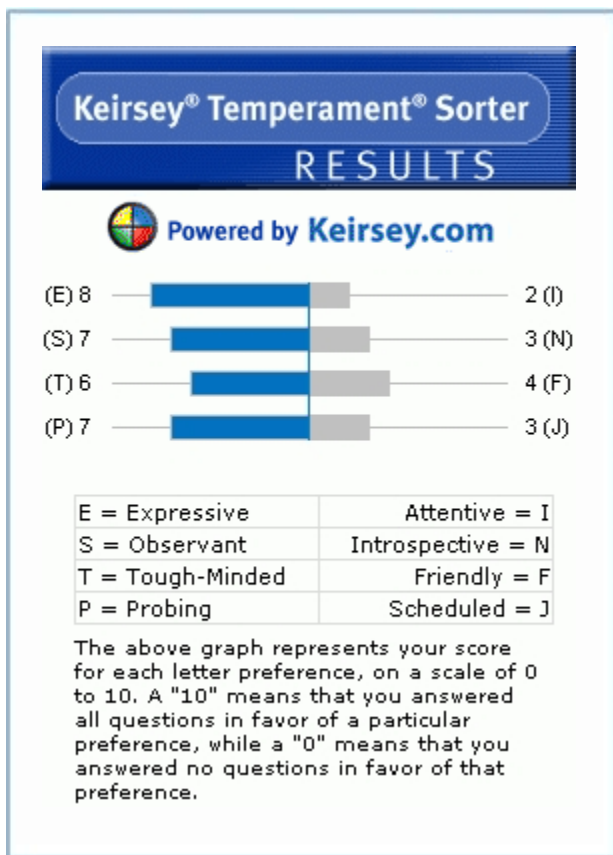 Keirsey® Temperament® Sorter
RESULTS
Powered by Keirsey.com
(E) 8 2 (I)
(S) 7 3 (N)
(T) 6 4 (F)
(P) 7 3 (J)
E = Expressive Attentive = I
S = Observant Introspective = N
T = Tough-Minded Friendly = F
P = Probing Scheduled = J
The above graph represents your score
for each letter preference, on a scale of 0
to 10. A "10" means that you answered
all questions in favor of a particular
preference, while a "0" means that you
answered no questions in favor of that
preference.